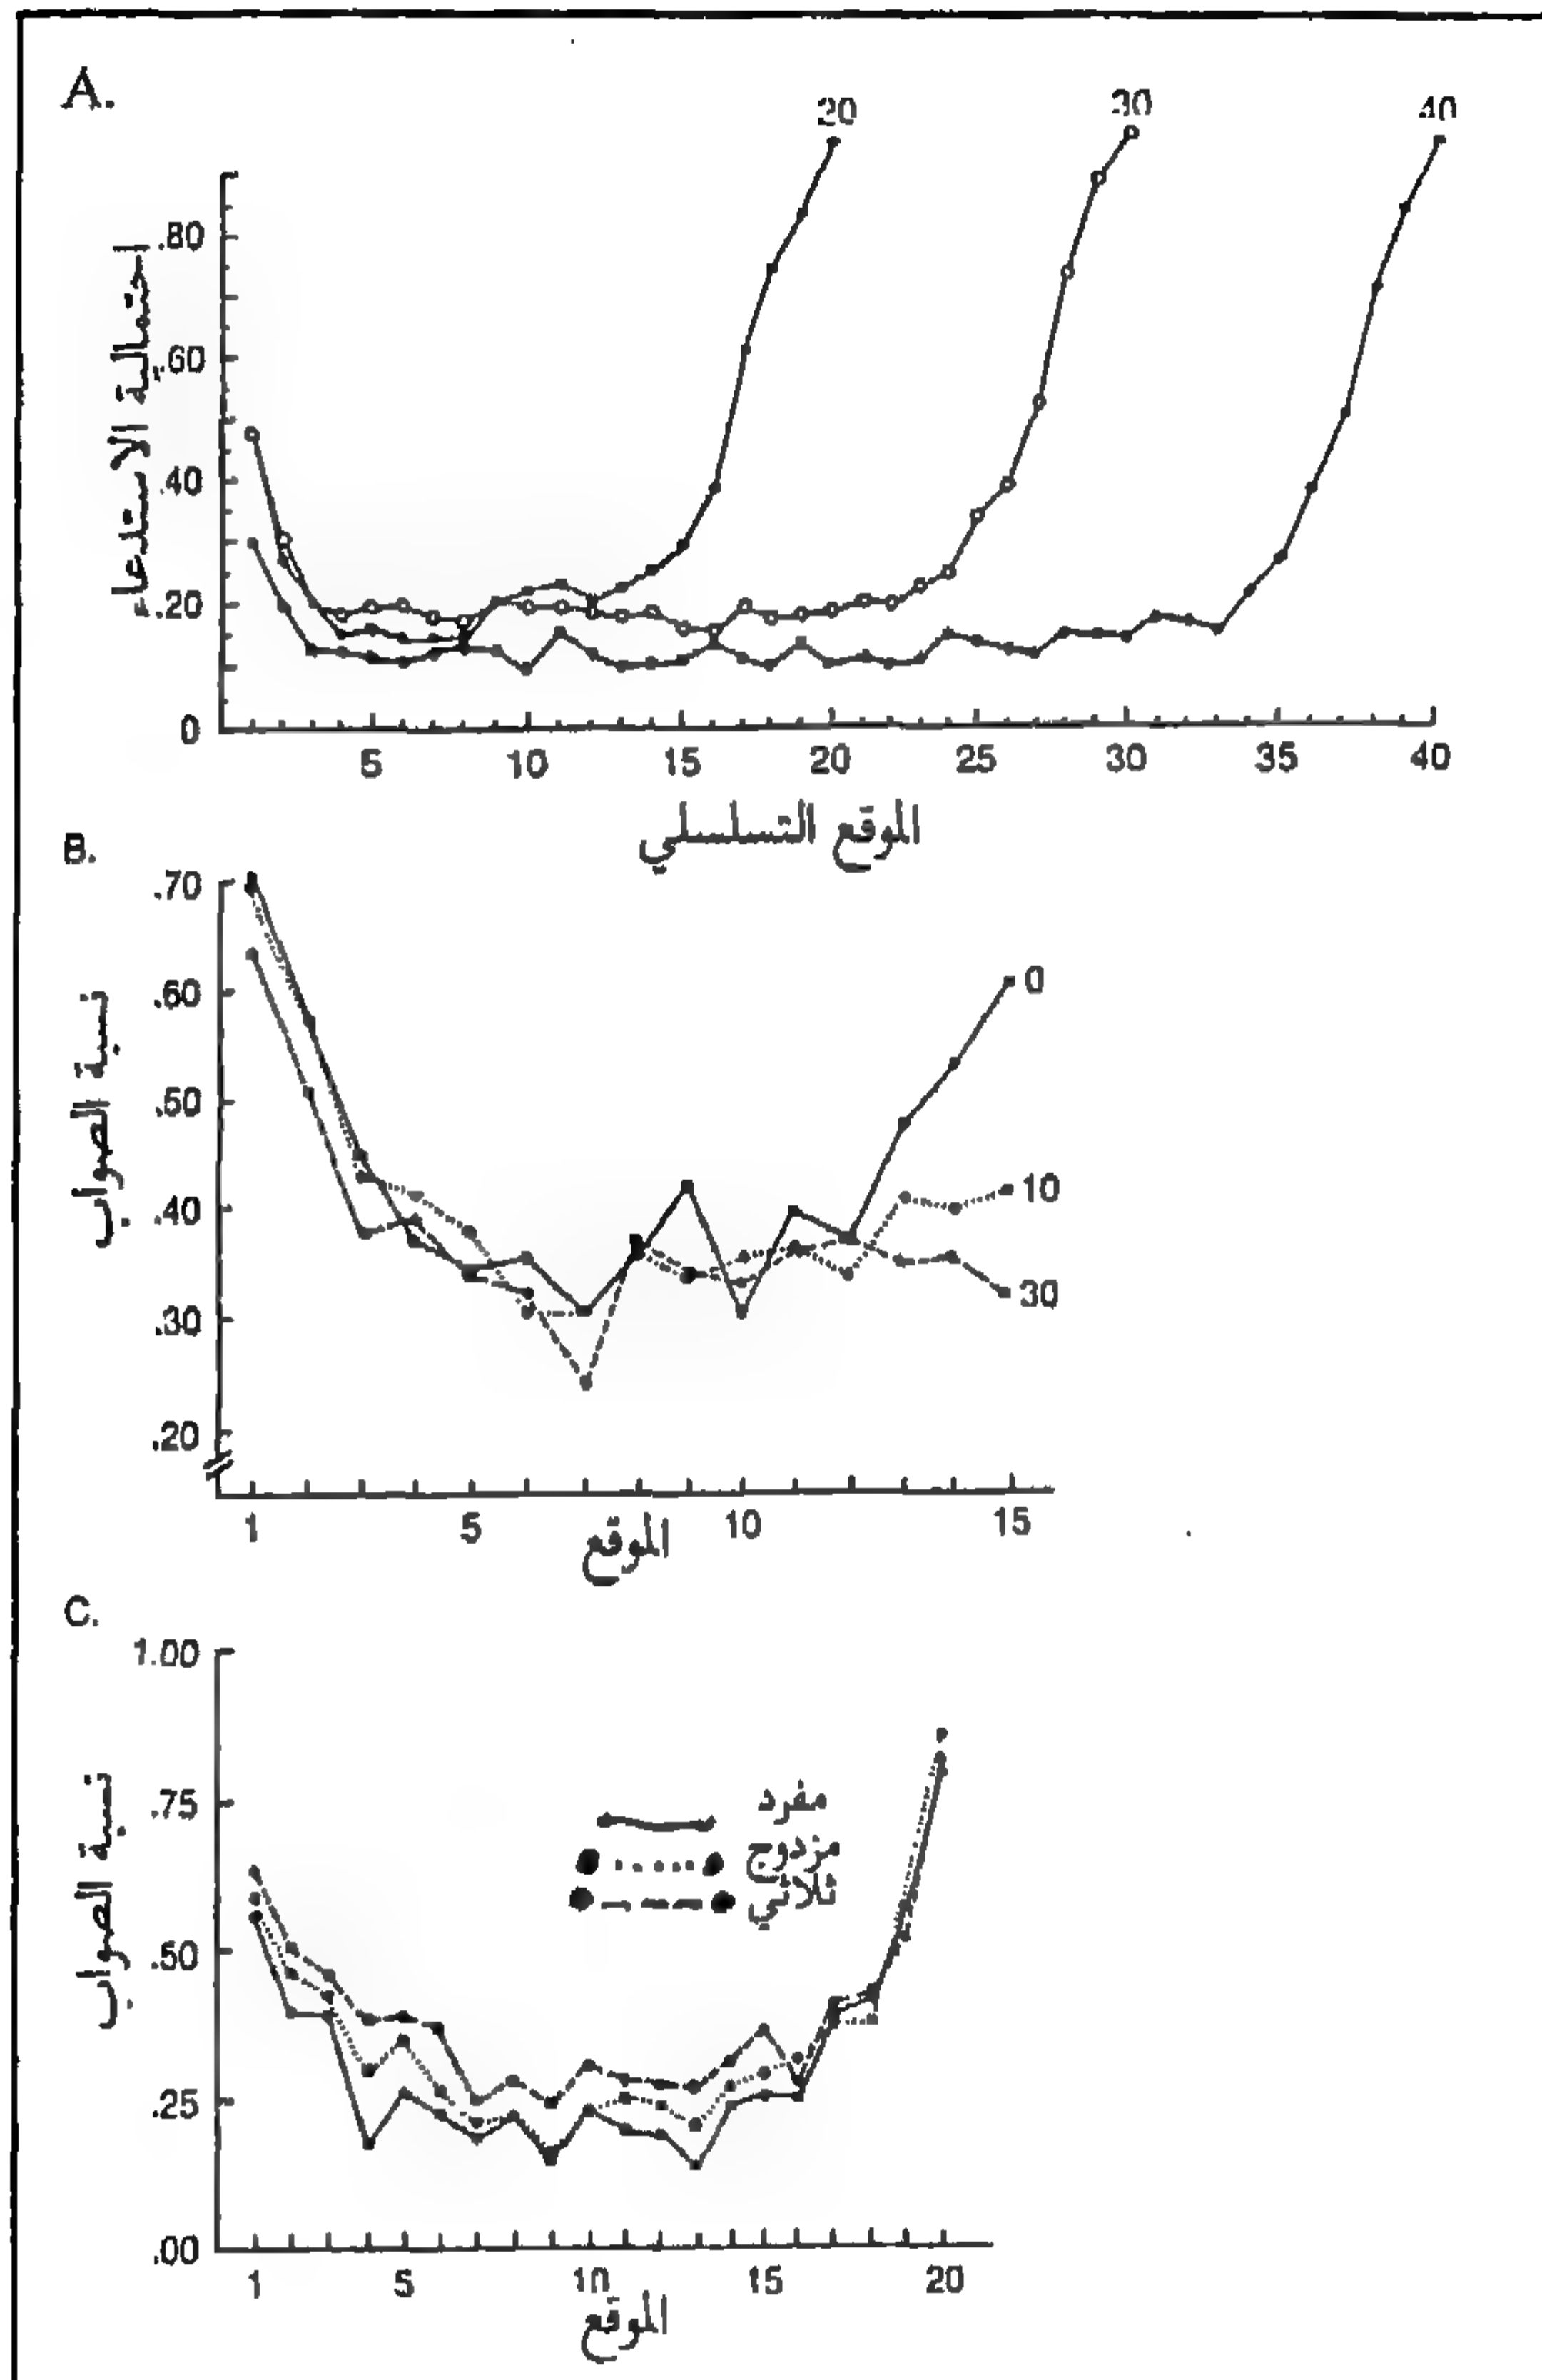 A.
20 30 40
.80
.60
.40
.20
0
احتمالية الاستدعاء
5 10 15 20 25 30 35 40
الموقع التسلسلي
B.
.70
.60
.50
.40
.30
.20
نسبة الصواب
0
10
30
1 5 10 15
الموقع
C.
1.00
.75
.50
.25
.00
نسبة الصواب
مفرد
مزدوج
ثلاثي
1 5 10 15 20
الموقع